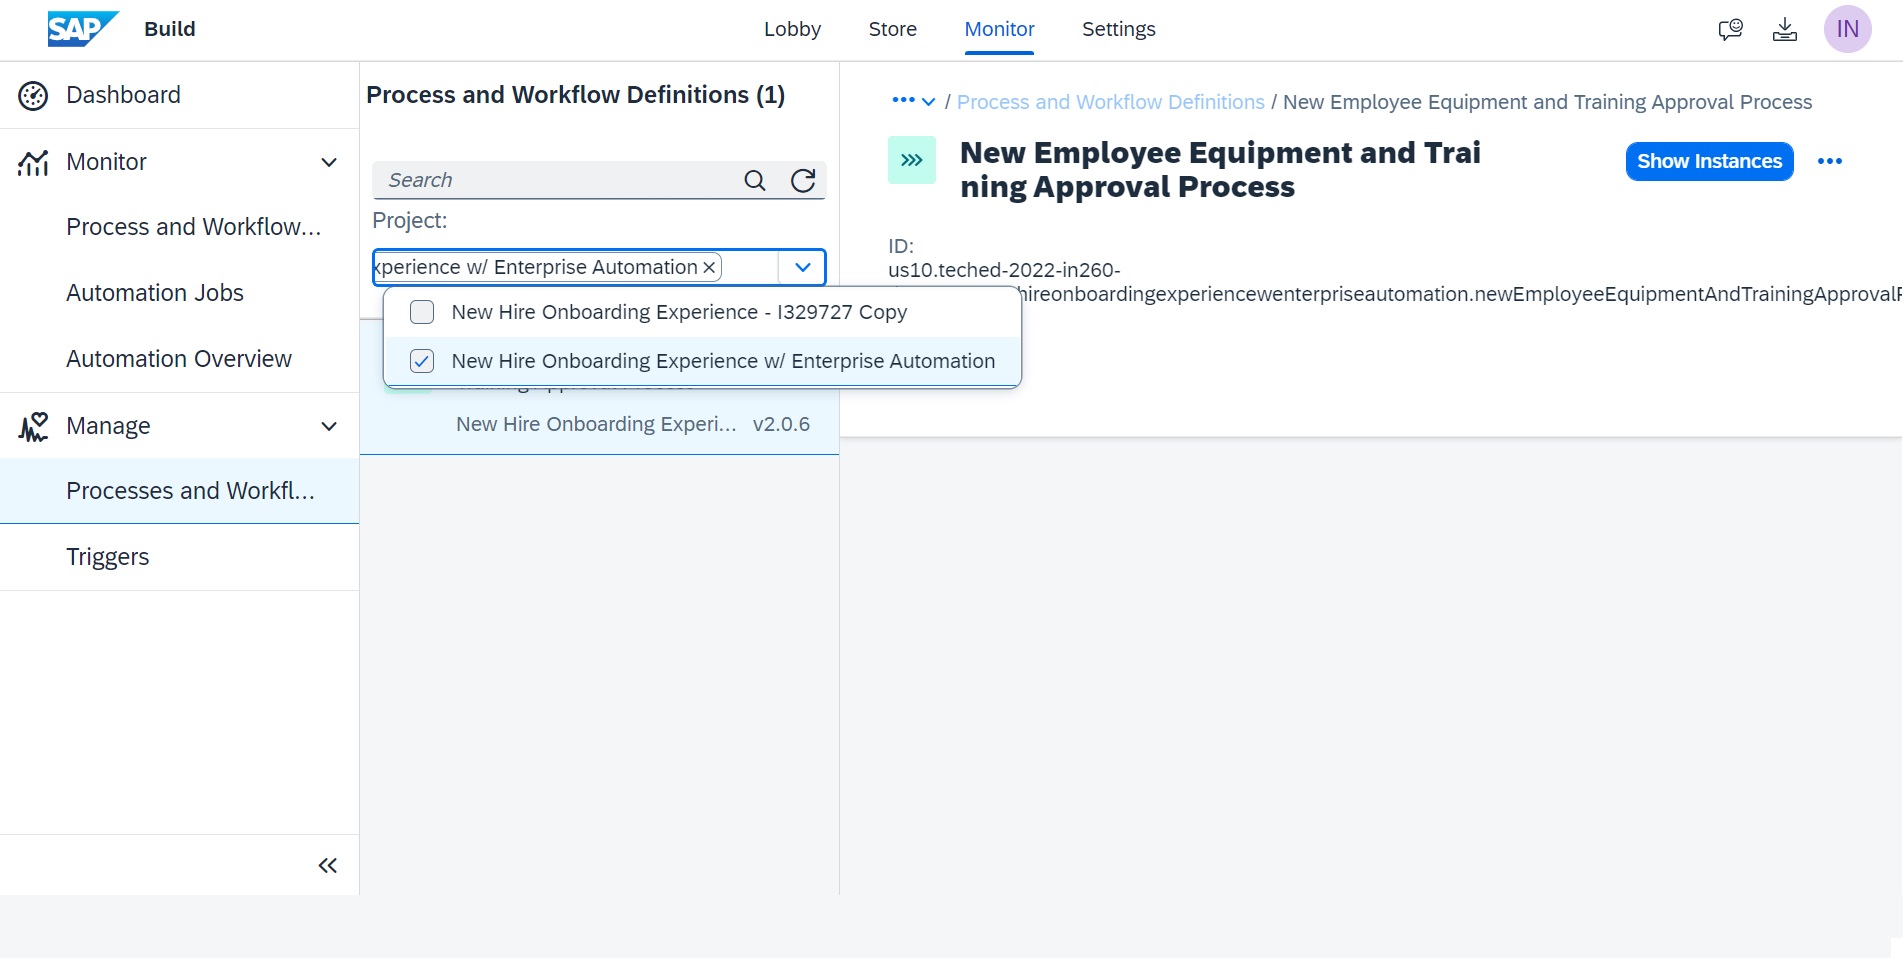 SAP Build
Lobby
Store
Monitor
Settings
IN
Dashboard
Monitor
Process and Workflow...
Automation Jobs
Automation Overview
Manage
Processes and Workfl...
Triggers
Process and Workflow Definitions (1)
Search
Project:
xperience w/ Enterprise Automation
New Hire Onboarding Experience - I329727 Copy
New Hire Onboarding Experience w/ Enterprise Automation
New Hire Onboarding Experi... v2.0.6
... / Process and Workflow Definitions / New Employee Equipment and Training Approval Process
New Employee Equipment and Trai
ning Approval Process
Show Instances
ID:
us10.teched-2022-in260-
hireonboardingexperiencewenterpriseautomation.newEmployeeEquipmentAndTrainingApprovalP